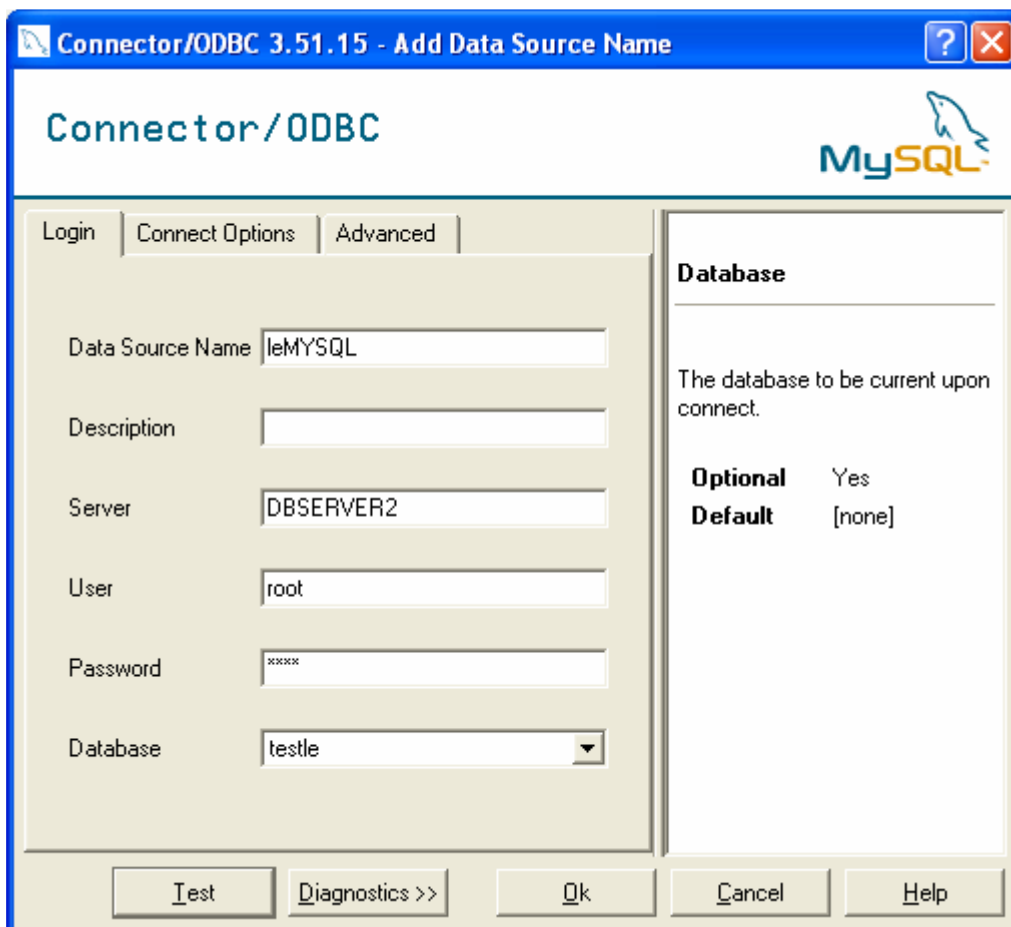 Connector/ODBC 3.51.15 - Add Data Source Name
Connector/ODBC
MySQL
Login
Connect Options
Advanced
Data Source Name leMYSQL
Description
Server DBSERVER2
User root
Password ****
Database testle
Database
The database to be current upon
connect.
Optional Yes
Default [none]
Test
Diagnostics >>
Ok
Cancel
Help